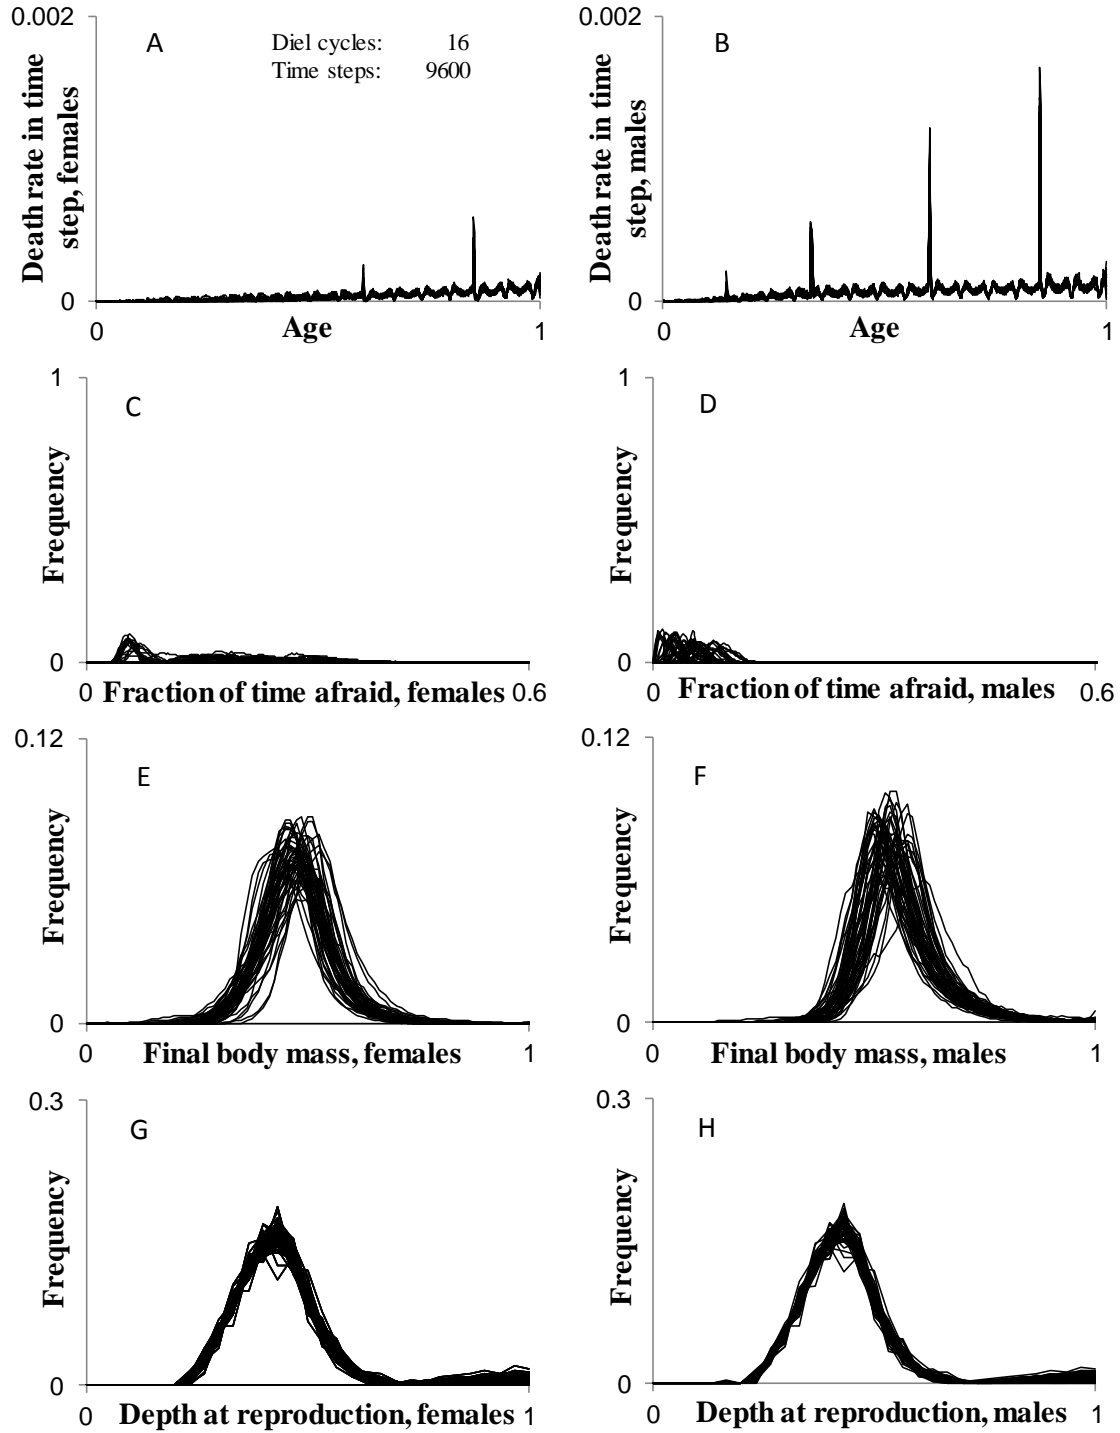 0.002
A
Diel cycles: 16
Time steps: 9600
Death rate in time
step, females
0
0
Age
1
0.002
B
Death rate in time
step, males
0
0
Age
1
1
C
Frequency
0
0
Fraction of time afraid, females
0.6
1
D
Frequency
0
0
Fraction of time afraid, males
0.6
0.12
E
Frequency
0
0
Final body mass, females
1
0.12
F
Frequency
0
0
Final body mass, males
1
0.3
G
Frequency
0
0
Depth at reproduction, females
1
0.3
H
Frequency
0
0
Depth at reproduction, males
1